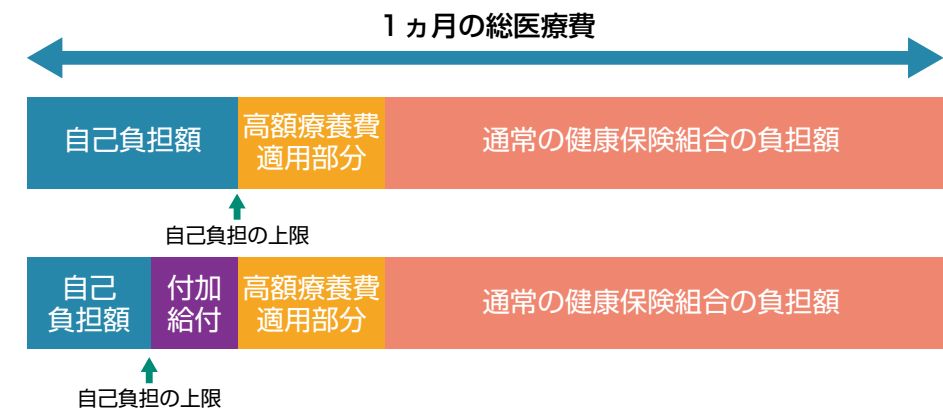 1ヵ月の総医療費
自己負担額
高額療養費
適用部分
通常の健康保険組合の負担額
自己負担の上限
自己
負担額
付加
給付
高額療養費
適用部分
通常の健康保険組合の負担額
自己負担の上限